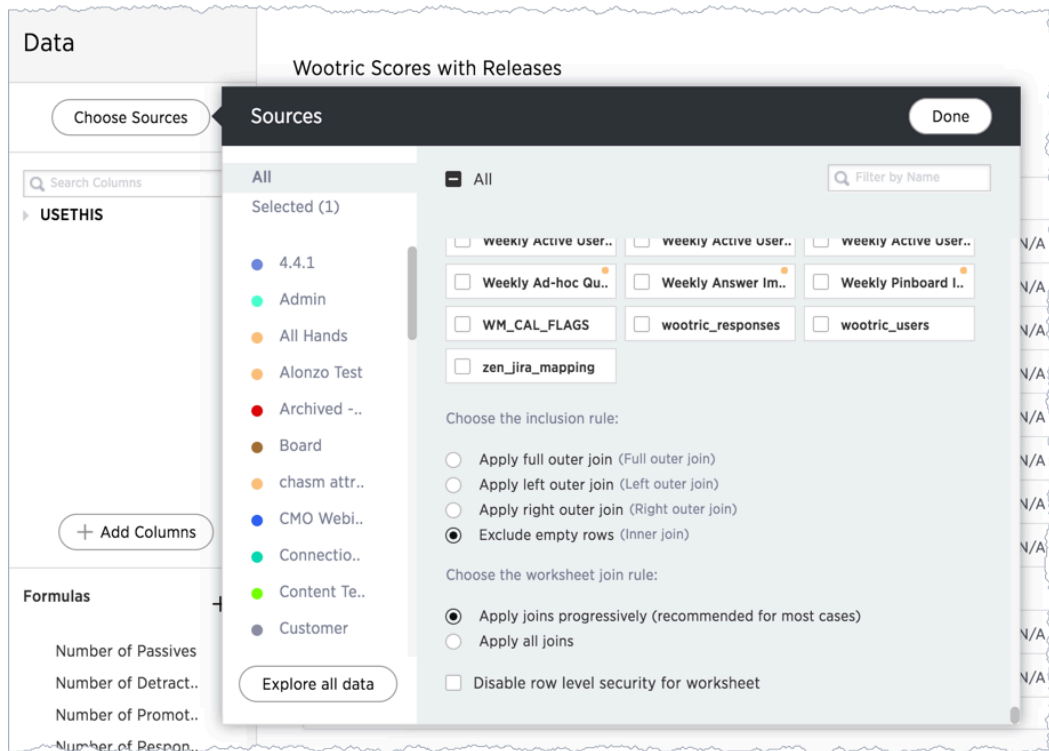 Data
Wootric Scores with Releases
Choose Sources
Search Columns
USETHIS
Add Columns
Formulas
Number of Passives
Number of Detract..
Number of Promot..
Number of Respon..
Sources
Done
All
Selected (1)
4.4.1
Admin
All Hands
Alonzo Test
Archived -..
Board
chasm attr..
CMO Webi..
Connectio..
Content Te..
Customer
Explore all data
All
Filter by Name
Weekly Active User.. Weekly Active User.. Weekly Active User..
Weekly Ad-hoc Qu.. Weekly Answer Im.. Weekly Pinboard I..
WM_CAL_FLAGS wootric_responses wootric_users
zen_jira_mapping
Choose the inclusion rule:
Apply full outer join (Full outer join)
Apply left outer join (Left outer join)
Apply right outer join (Right outer join)
Exclude empty rows (Inner join)
Choose the worksheet join rule:
Apply joins progressively (recommended for most cases)
Apply all joins
Disable row level security for worksheet
N/A
N/A
N/A
N/A
N/A
N/A
N/A
N/A
N/A
N/A